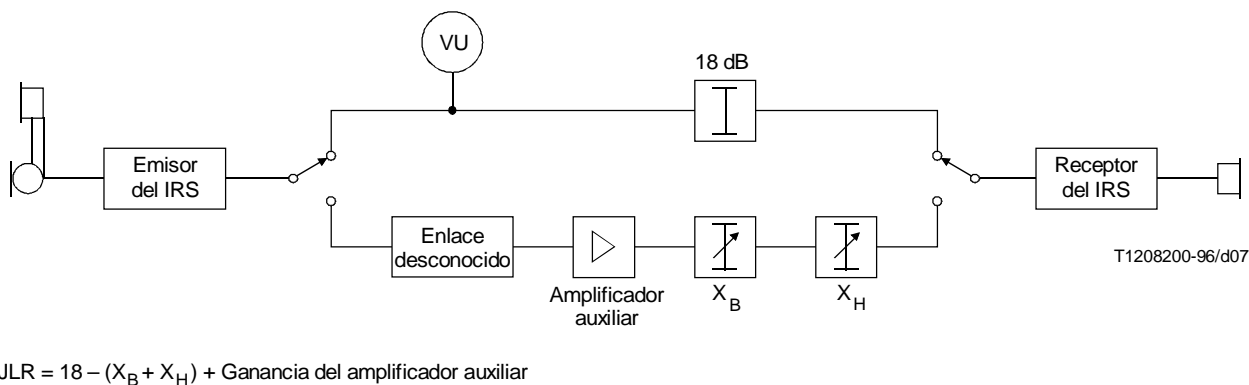 VU
18 dB
Emisor
del IRS
Receptor
del IRS
Enlace
desconocido
Amplificador
auxiliar
X_B
X_H
T1208200-96/d07
JLR = 18 – (X_B + X_H) + Ganancia del amplificador auxiliar